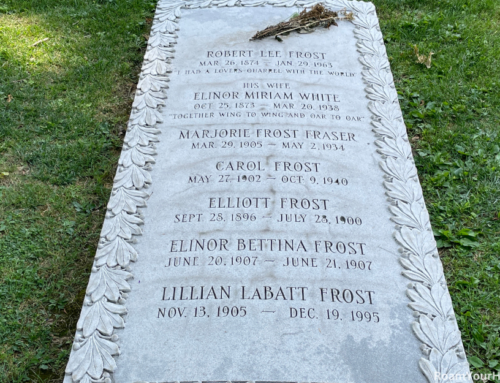 ROBERT LEE FROST
MAR. 26, 1874 — JAN. 29, 1963
"I HAD A LOVER'S QUARREL WITH THE WORLD"
HIS WIFE
ELINOR MIRIAM WHITE
OCT. 25, 1873 — MAR. 20, 1938
"TOGETHER WING TO WING AND OAR TO OAR"
MARJORIE FROST FRASER
MAR. 29, 1905 — MAY 2, 1934
CAROL FROST
MAY 27, 1902 — OCT. 9, 1940
ELLIOTT FROST
SEPT. 25, 1896 — JULY 25, 1900
ELINOR BETTINA FROST
JUNE 20, 1907 — JUNE 21, 1907
LILLIAN LABATT FROST
NOV. 13, 1905 — DEC. 19, 1995